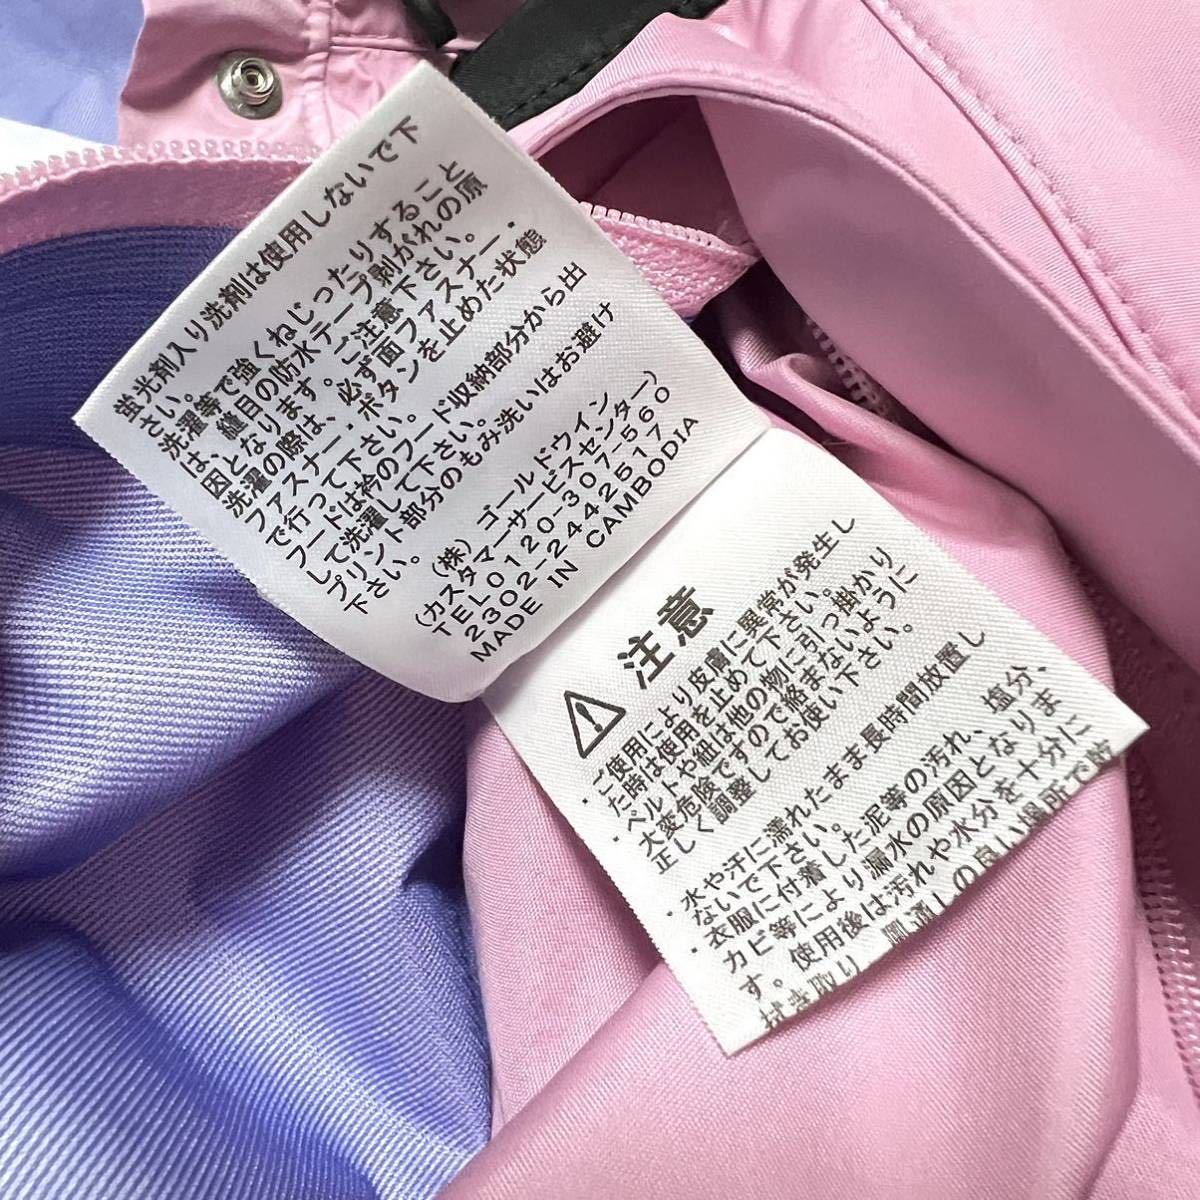 蛍光剤入り洗剤は使用しないで下
さい。
洗濯等で強くねじったりすること
は、縫目の防水テープ剥がれの原
因となります。ご注意下さい。
洗濯の際は、必ず面ファスナー・
ファスナー・ボタンを止めた状態
で行って下さい。
フードは衿のフード収納部分から出
して洗濯して下さい。
プリント部分のもみ洗いはお避け
下さい。
(株) ゴールドウイン
(カスタマーサービスセンター)
TEL0120-307-560
2302-24442517
MADE IN CAMBODIA
注意
・ご使用により皮膚に異常が発生し
た時は使用を止めて下さい。
・ベルトや紐は他の物に引っ掛かり
大変危険ですので絡まないように
正しく調整してお使い下さい。
・水や汗に濡れたまま長時間放置し
ないで下さい。
・衣服に付着した泥等の汚れ、塩分、
カビ等により漏水の原因となりま
す。使用後は汚れや水分を十分に
拭き取り、風通しの良い場所で